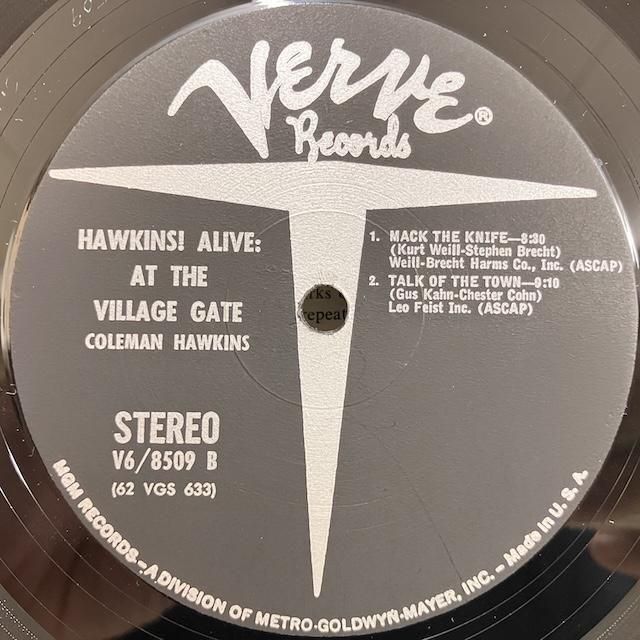 Verve®
Records
HAWKINS! ALIVE:
AT THE
VILLAGE GATE
COLEMAN HAWKINS
STEREO
V6/8509 B
(62 VGS 633)
1. MACK THE KNIFE—8:30
(Kurt Weill-Stephen Brecht)
Weill-Brecht Harms Co., Inc. (ASCAP)
2. TALK OF THE TOWN—9:10
(Gus Kahn-Chester Cohn)
Leo Feist Inc. (ASCAP)
MGM RECORDS—A DIVISION OF METRO-GOLDWYN-MAYER, INC. – Made in U. S. A.